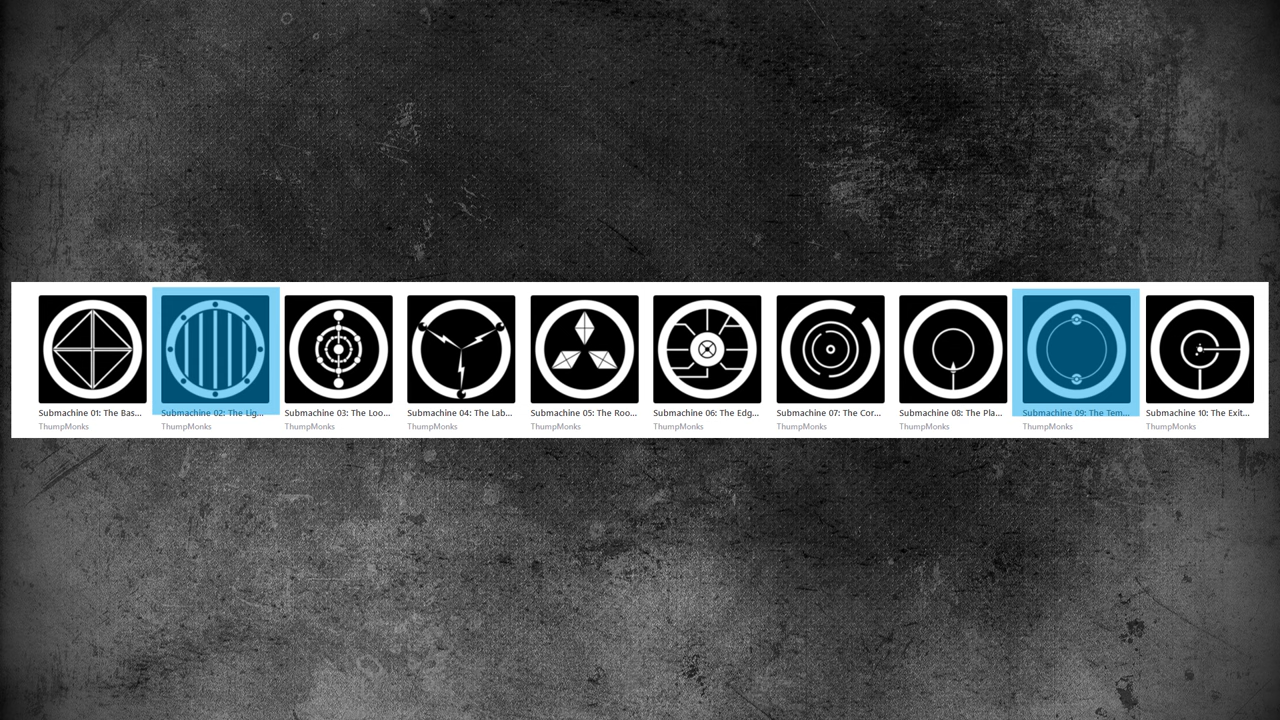 Submachine 01: The Bas... Submachine 02: The Lig... Submachine 03: The Loo... Submachine 04: The Lab... Submachine 05: The Roo... Submachine 06: The Edg... Submachine 07: The Cor... Submachine 08: The Pla... Submachine 09: The Tem... Submachine 10: The Exit...
ThumpMonks ThumpMonks ThumpMonks ThumpMonks ThumpMonks ThumpMonks ThumpMonks ThumpMonks ThumpMonks ThumpMonks